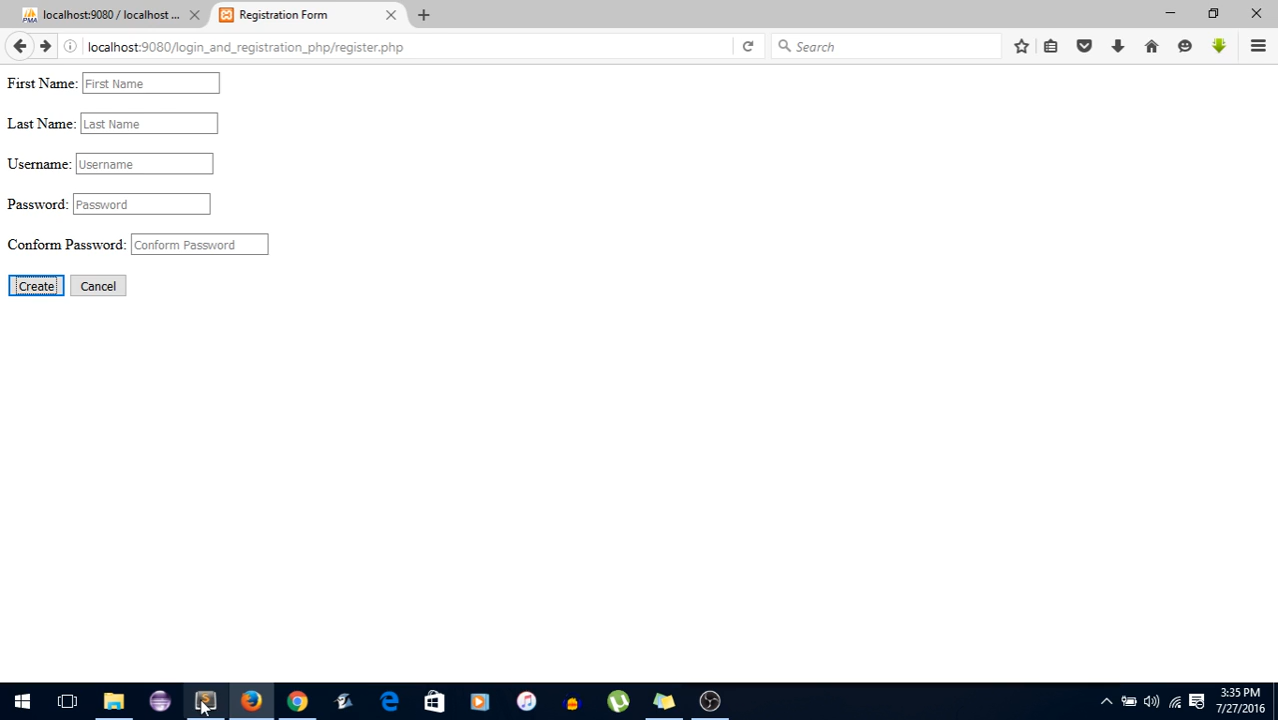 localhost:9080 / localhost ...
Registration Form
localhost:9080/login_and_registration_php/register.php
Search
First Name: First Name
Last Name: Last Name
Username: Username
Password: Password
Conform Password: Conform Password
Create Cancel
3:35 PM
7/27/2016